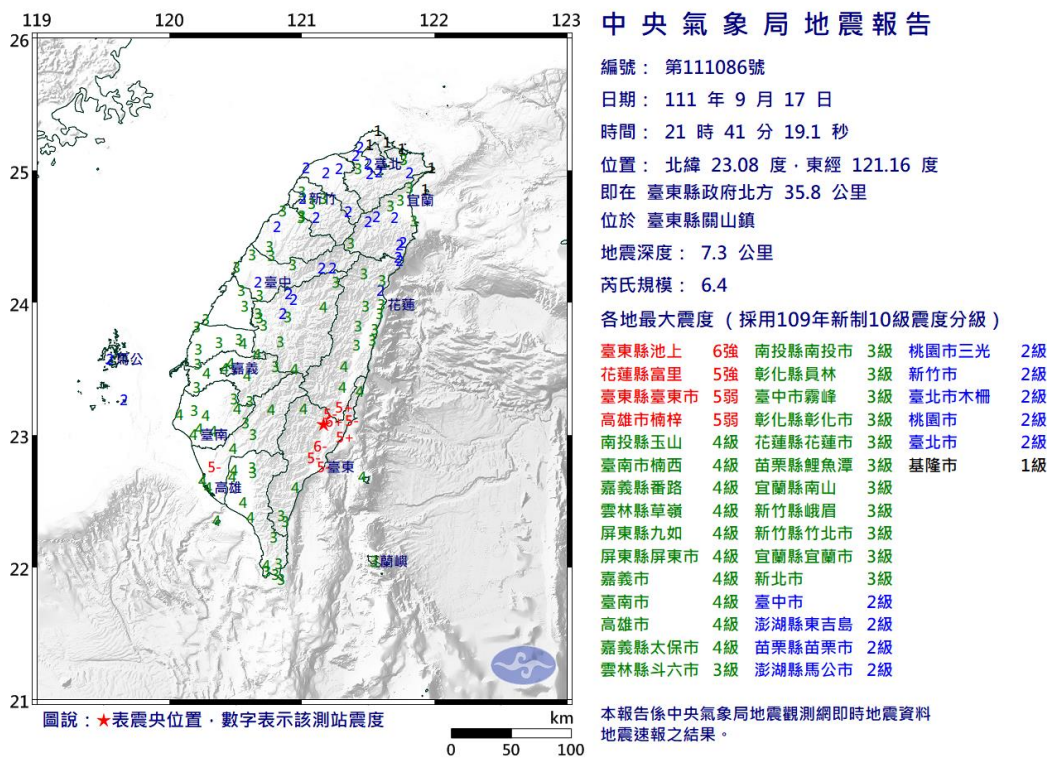 119 120 121 122 123
26
25
24
23
22
21
臺北
新竹
宜蘭
臺中
花蓮
馬公
嘉義
臺南
臺東
高雄
蘭嶼
圖說：★表震央位置，數字表示該測站震度
km
0 50 100
中央氣象局地震報告
編號： 第111086號
日期： 111 年 9 月 17 日
時間： 21 時 41 分 19.1 秒
位置： 北緯 23.08 度，東經 121.16 度
即在 臺東縣政府北方 35.8 公里
位於 臺東縣關山鎮
地震深度： 7.3 公里
芮氏規模： 6.4
各地最大震度（採用109年新制10級震度分級）
臺東縣池上 6強 南投縣南投市 3級 桃園市三光 2級
花蓮縣富里 5強 彰化縣員林 3級 新竹市 2級
臺東縣臺東市 5弱 臺中市霧峰 3級 臺北市木柵 2級
高雄市楠梓 5弱 彰化縣彰化市 3級 桃園市 2級
南投縣玉山 4級 花蓮縣花蓮市 3級 臺北市 2級
臺南市楠西 4級 苗栗縣鯉魚潭 3級 基隆市 1級
嘉義縣番路 4級 宜蘭縣南山 3級
雲林縣草嶺 4級 新竹縣峨眉 3級
屏東縣九如 4級 新竹縣竹北市 3級
屏東縣屏東市 4級 宜蘭縣宜蘭市 3級
嘉義市 4級 新北市 3級
臺南市 4級 臺中市 2級
高雄市 4級 澎湖縣東吉島 2級
嘉義縣太保市 4級 苗栗縣苗栗市 2級
雲林縣斗六市 3級 澎湖縣馬公市 2級
本報告係中央氣象局地震觀測網即時地震資料
地震速報之結果。